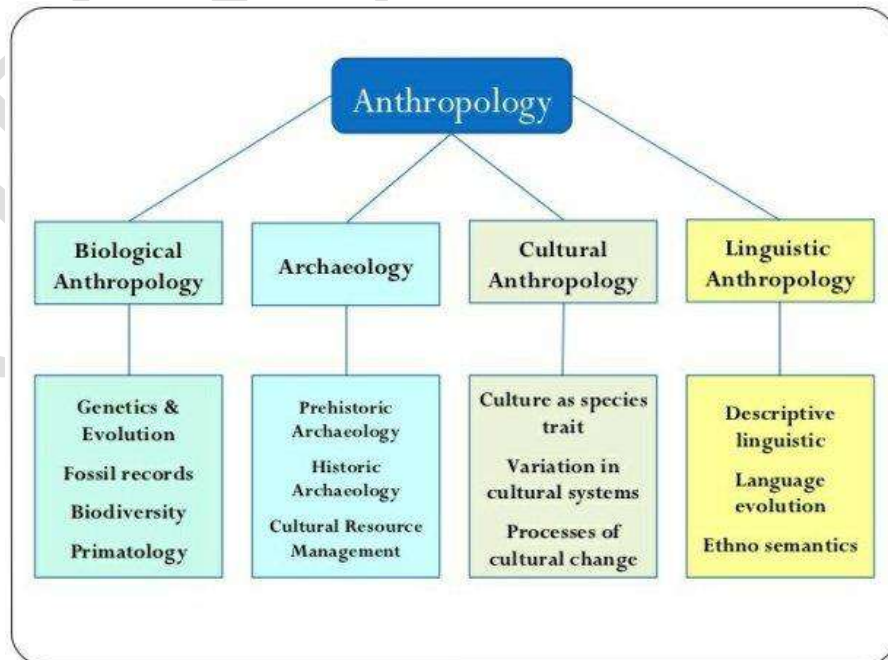 Anthropology
Biological
Anthropology
Archaeology
Cultural
Anthropology
Linguistic
Anthropology
Genetics &
Evolution
Fossil records
Biodiversity
Primatology
Prehistoric
Archaeology
Historic
Archaeology
Cultural Resource
Management
Culture as species
trait
Variation in
cultural systems
Processes of
cultural change
Descriptive
linguistic
Language
evolution
Ethno semantics